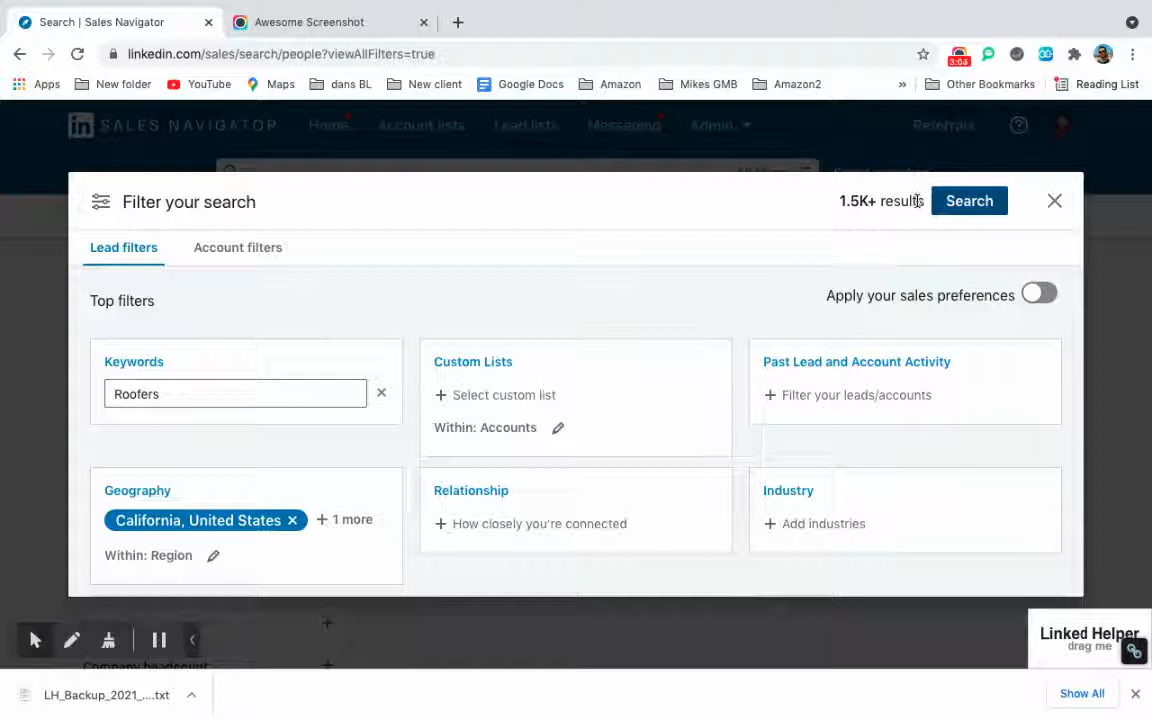 Search | Sales Navigator
Awesome Screenshot
linkedin.com/sales/search/people?viewAllFilters=true
3:03
Apps
New folder
YouTube
Maps
dans BL
New client
Google Docs
Amazon
Mikes GMB
Amazon2
»
Other Bookmarks
Reading List
in SALES NAVIGATOR
Home
Account lists
Lead lists
Messaging
Admin
Referrals
Filter your search
1.5K+ results
Search
Lead filters
Account filters
Top filters
Apply your sales preferences
Keywords
Roofers
Custom Lists
+ Select custom list
Within: Accounts
Past Lead and Account Activity
+ Filter your leads/accounts
Geography
California, United States
+ 1 more
Within: Region
Relationship
+ How closely you're connected
Industry
+ Add industries
Company headcount
Linked Helper
drag me
LH_Backup_2021_....txt
Show All